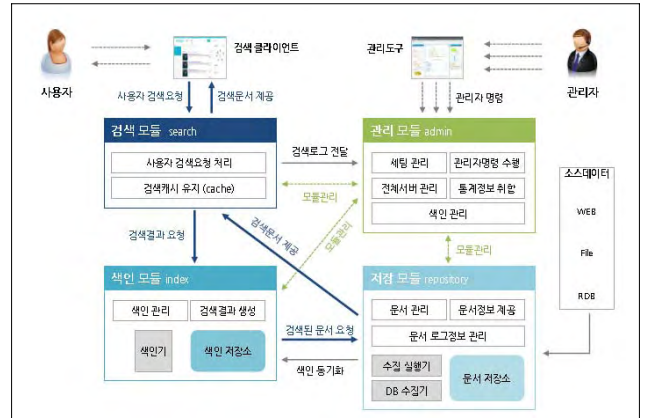 검색 클라이언트
관리도구
사용자
관리자
사용자 검색요청
검색문서 제공
관리자 명령
검색 모듈 search
사용자 검색요청 처리
검색캐시 유지 (cache)
검색로그 전달
모듈관리
관리 모듈 admin
세팅 관리
관리자명령 수행
전체서버 관리
통계정보 취합
색인 관리
소스데이터
WEB
File
RDB
검색결과 요청
검색문서 제공
모듈관리
모듈관리
색인 모듈 index
색인 관리
검색결과 생성
색인기
색인 저장소
검색된 문서 요청
색인 동기화
저장 모듈 repository
문서 관리
문서정보 제공
문서 로그정보 관리
수집 실행기
DB 수집기
문서 저장소